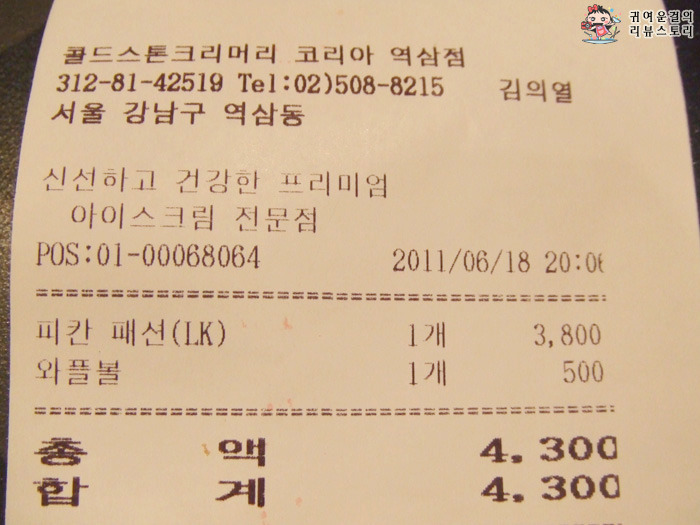 귀여운걸의
리뷰스토리
콜드스톤크리머리 코리아 역삼점
312-81-42519 Tel:02)508-8215 김의열
서울 강남구 역삼동
신선하고 건강한 프리미엄
아이스크림 전문점
POS:01-00068064 2011/06/18 20:06
피칸 패션(LK) 1개 3,800
와플볼 1개 500
총 액 4,300
합 계 4,300